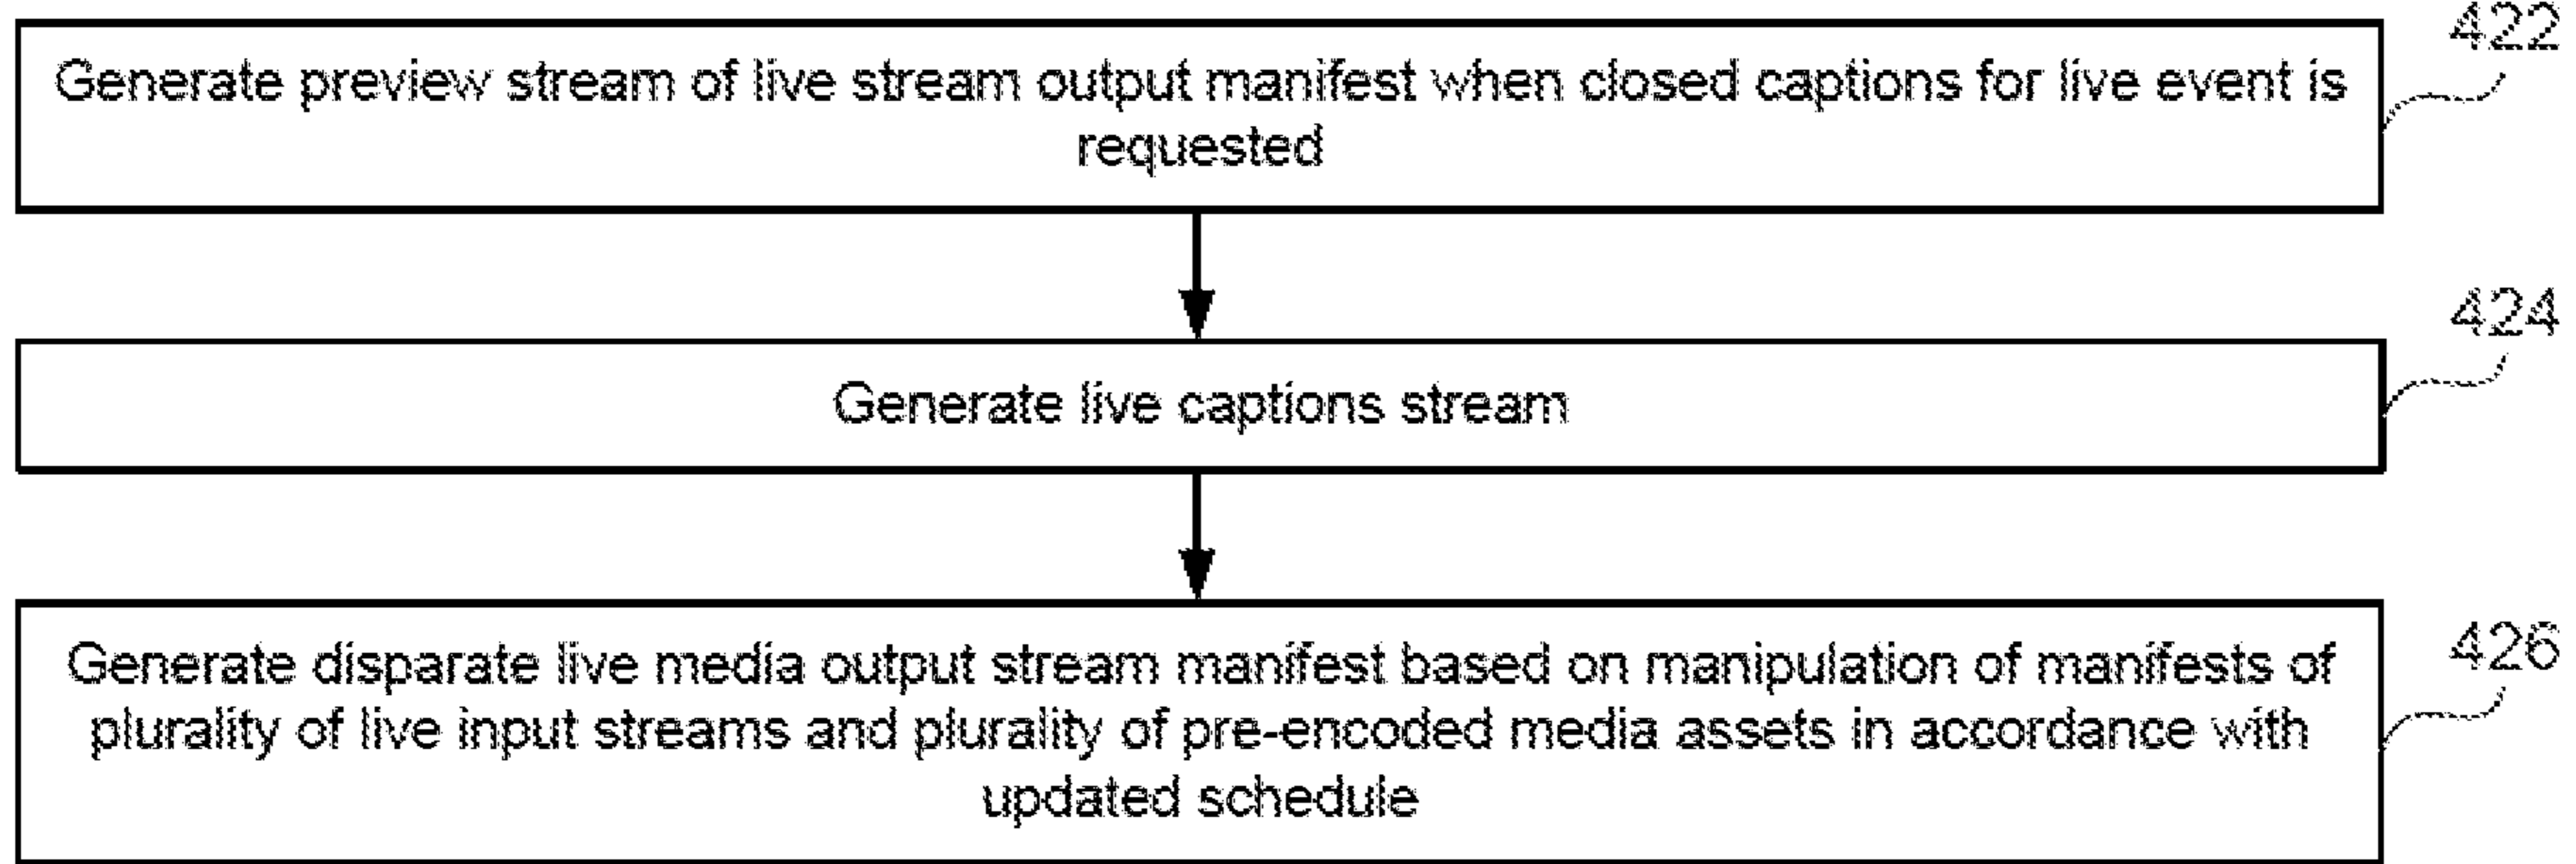 422
Generate preview stream of live stream output manifest when closed captions for live event is
requested
424
Generate live captions stream
426
Generate disparate live media output stream manifest based on manipulation of manifests of
plurality of live input streams and plurality of pre-encoded media assets in accordance with
updated schedule